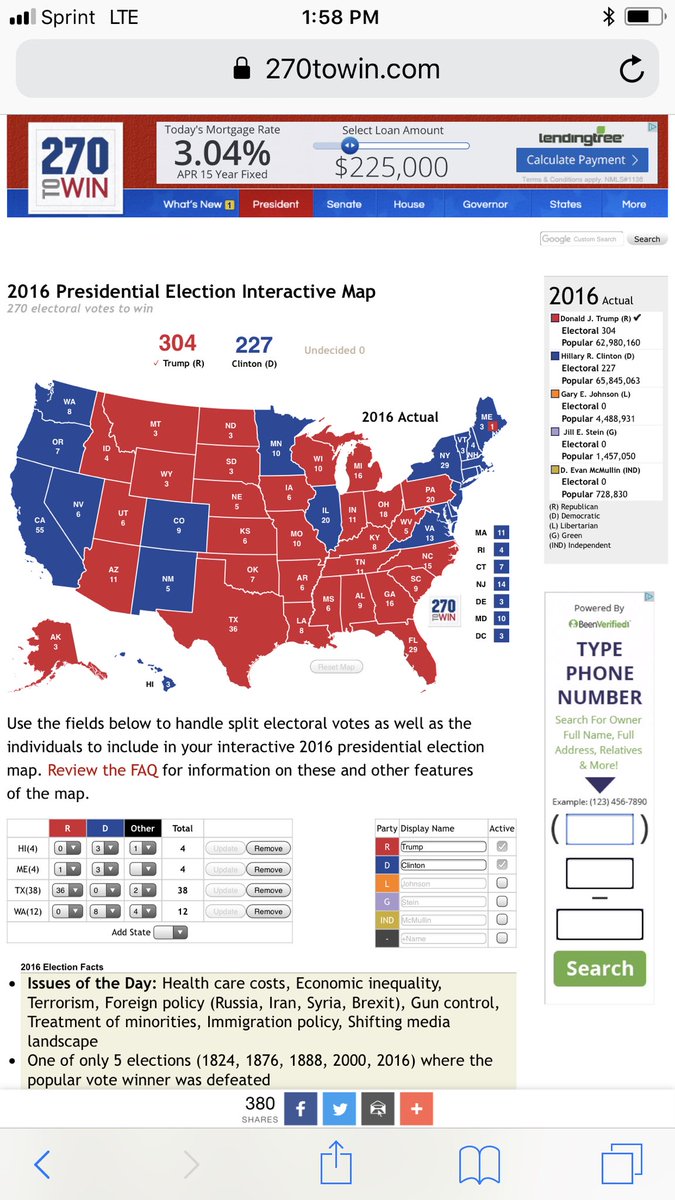 Sprint LTE 1:58 PM
270towin.com
270
TO WIN
Today's Mortgage Rate
3.04%
APR 15 Year Fixed
Select Loan Amount
$225,000
lendingtree
Calculate Payment >
Terms & Conditions apply. NMLS#1136
What's New 1 President Senate House Governor States More
Google Custom Search Search
2016 Presidential Election Interactive Map
270 electoral votes to win
304
✓ Trump (R)
227
Clinton (D)
Undecided 0
2016 Actual
WA
8
OR
7
CA
55
NV
6
ID
4
MT
3
WY
3
UT
6
AZ
11
CO
9
NM
5
ND
3
SD
3
NE
5
KS
6
OK
7
TX
36
MN
10
IA
6
MO
10
AR
6
LA
8
WI
10
IL
20
MI
16
IN
11
OH
18
KY
8
TN
11
MS
6
AL
9
GA
16
FL
29
SC
9
NC
15
VA
13
WV
5
PA
20
NY
29
VT
3
NH
4
ME
3 1
AK
3
HI 3
MA 11
RI 4
CT 7
NJ 14
DE 3
MD 10
DC 3
270
TO WIN
Reset Map
2016 Actual
Donald J. Trump (R) ✓
Electoral 304
Popular 62,980,160
Hillary R. Clinton (D)
Electoral 227
Popular 65,845,063
Gary E. Johnson (L)
Electoral 0
Popular 4,488,931
Jill E. Stein (G)
Electoral 0
Popular 1,457,050
D. Evan McMullin (IND)
Electoral 0
Popular 728,830
(R) Republican
(D) Democratic
(L) Libertarian
(G) Green
(IND) Independent
Use the fields below to handle split electoral votes as well as the
individuals to include in your interactive 2016 presidential election
map. Review the FAQ for information on these and other features
of the map.
R D Other Total
HI(4) 0 3 1 4 Update Remove
ME(4) 1 3 4 Update Remove
TX(38) 36 0 2 38 Update Remove
WA(12) 0 8 4 12 Update Remove
Add State
Party Display Name Active
R Trump
D Clinton
L Johnson
G Stein
IND McMullin
- +Name
Powered By
BeenVerified
TYPE
PHONE
NUMBER
Search For Owner
Full Name, Full
Address, Relatives
& More!
Example: (123) 456-7890
( )
Search
2016 Election Facts
• Issues of the Day: Health care costs, Economic inequality,
Terrorism, Foreign policy (Russia, Iran, Syria, Brexit), Gun control,
Treatment of minorities, Immigration policy, Shifting media
landscape
• One of only 5 elections (1824, 1876, 1888, 2000, 2016) where the
popular vote winner was defeated
380
SHARES
f
+